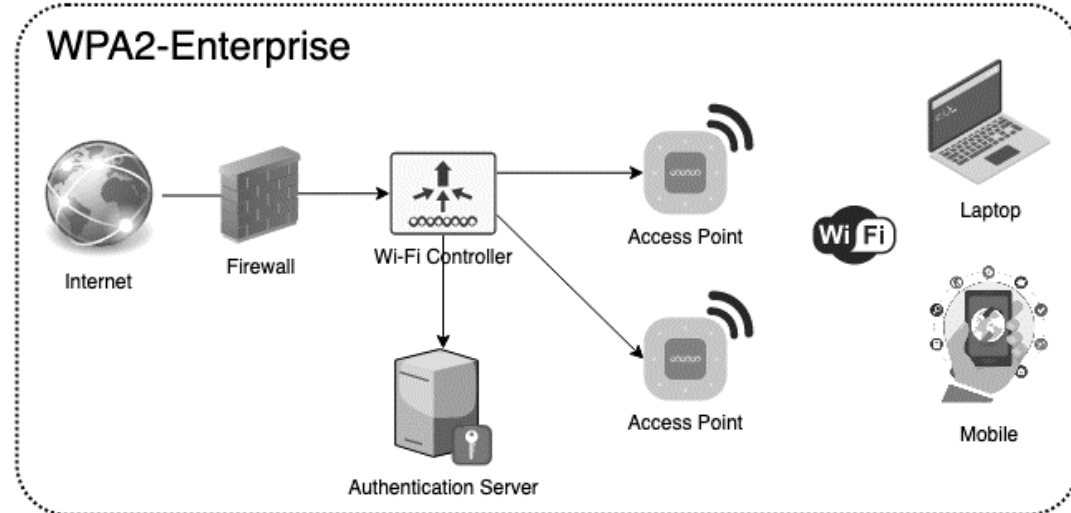 WPA2-Enterprise
Internet
Firewall
Wi-Fi Controller
Access Point
Access Point
Authentication Server
Wi Fi
Laptop
Mobile